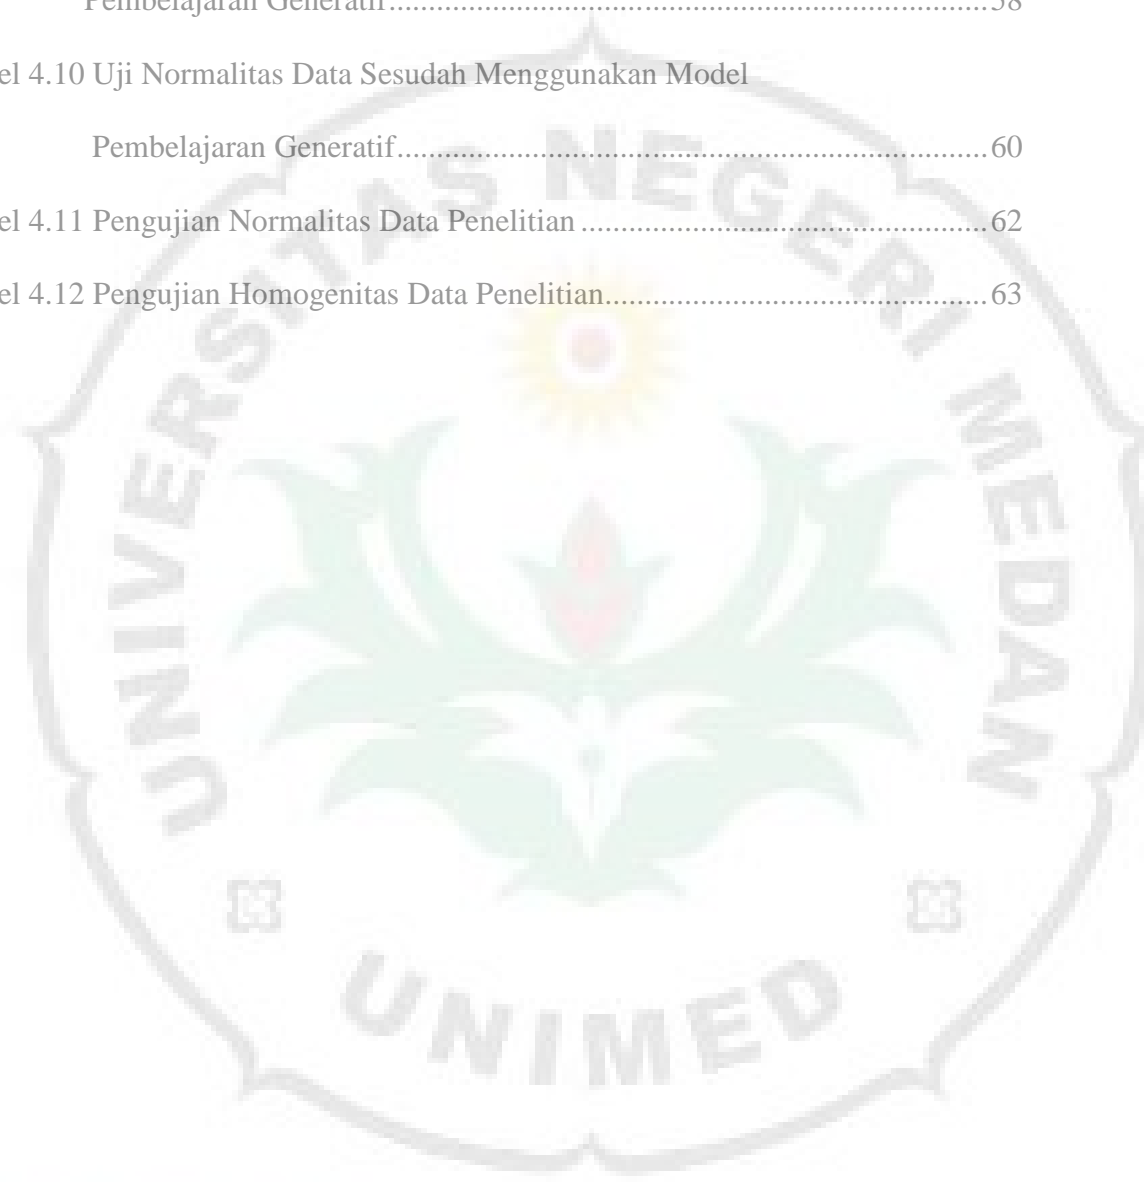 Pembelajaran Generatif....................58
el 4.10 Uji Normalitas Data Sesudah Menggunakan Model
Pembelajaran Generatif....................60
el 4.11 Pengujian Normalitas Data Penelitian....................62
el 4.12 Pengujian Homogenitas Data Penelitian....................63
UNIVERSITAS NEGERI MEDAN
UNIMED